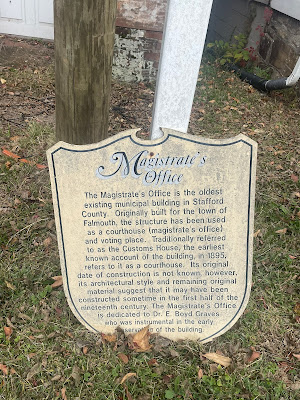 Magistrate's
Office
The Magistrate's Office is the oldest
existing municipal building in Stafford
County. Originally built for the town of
Falmouth, the structure has been used
as a courthouse (magistrate's office)
and voting place. Traditionally referred
to as the Customs House, the earliest
known account of the building, in 1895,
refers to it as a courthouse. Its original
date of construction is not known, however,
its architectural style and remaining original
material suggest that it may have been
constructed sometime in the first half of the
nineteenth century. The Magistrate's Office
is dedicated to Dr. E. Boyd Graves
who was instrumental in the early
of the building.